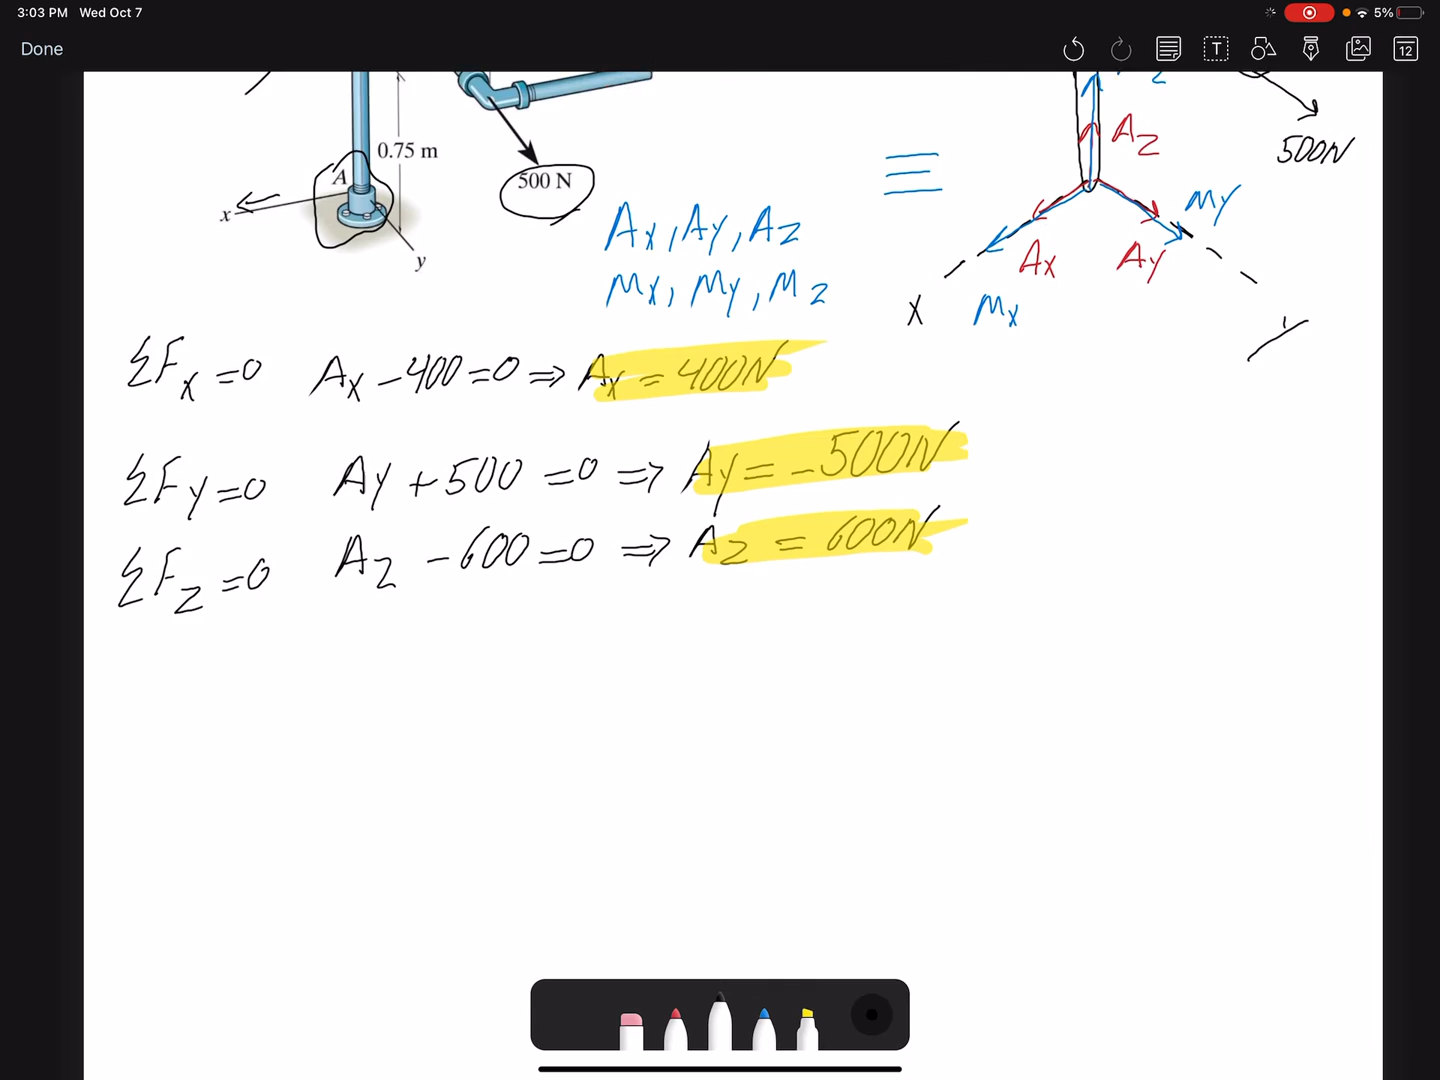 3:03 PM Wed Oct 7
5%
Done
T
12
0.75 m
A
500 N
x
y
Az
500N
My
Ax, Ay, Az
Mx, My, Mz
Ax
Ay
X
Mx
y
ΣFx =0 Ax -400=0 => Ax = 400N
ΣFy =0 Ay +500 =0 => Ay = -500N
ΣFz =0 Az -600=0 => Az = 600N